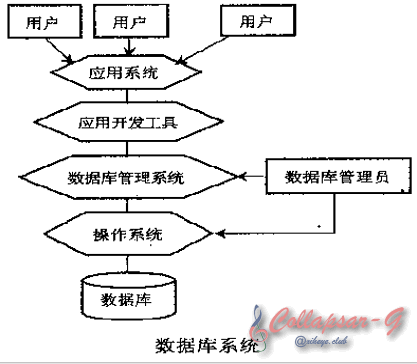 用户 用户 用户
应用系统
应用开发工具
数据库管理系统 数据库管理员
操作系统
数据库
数据库系统
Collapsar-G
@aikeye.club